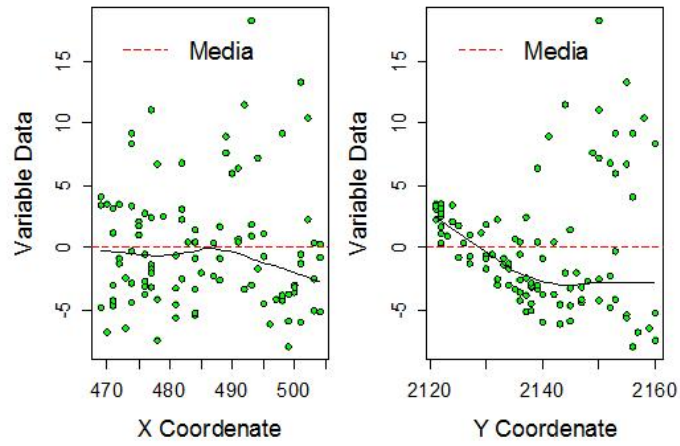 Media
Variable Data
15
10
5
0
-5
470 480 490 500
X Coordenate
Media
Variable Data
15
10
5
0
-5
2120 2140 2160
Y Coordenate